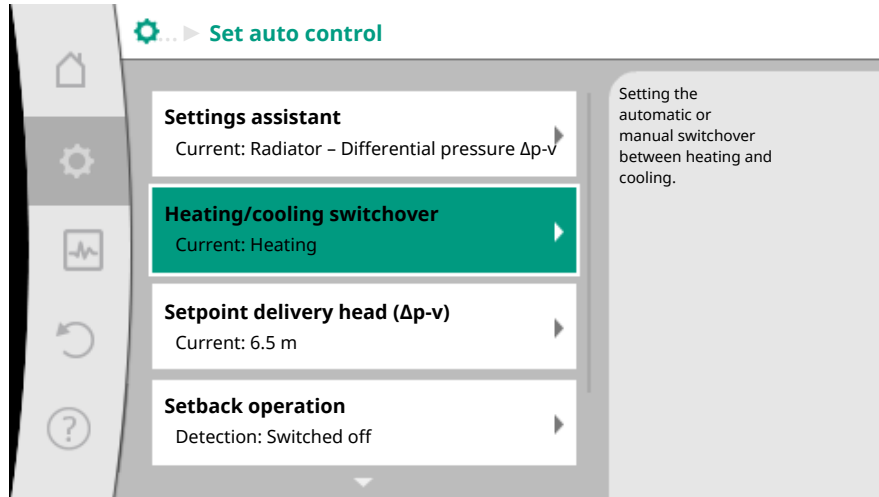 ... Set auto control
Settings assistant
Current: Radiator – Differential pressure Δp-v
Heating/cooling switchover
Current: Heating
Setpoint delivery head (Δp-v)
Current: 6.5 m
Setback operation
Detection: Switched off
Setting the
automatic or
manual switchover
between heating and
cooling.
?